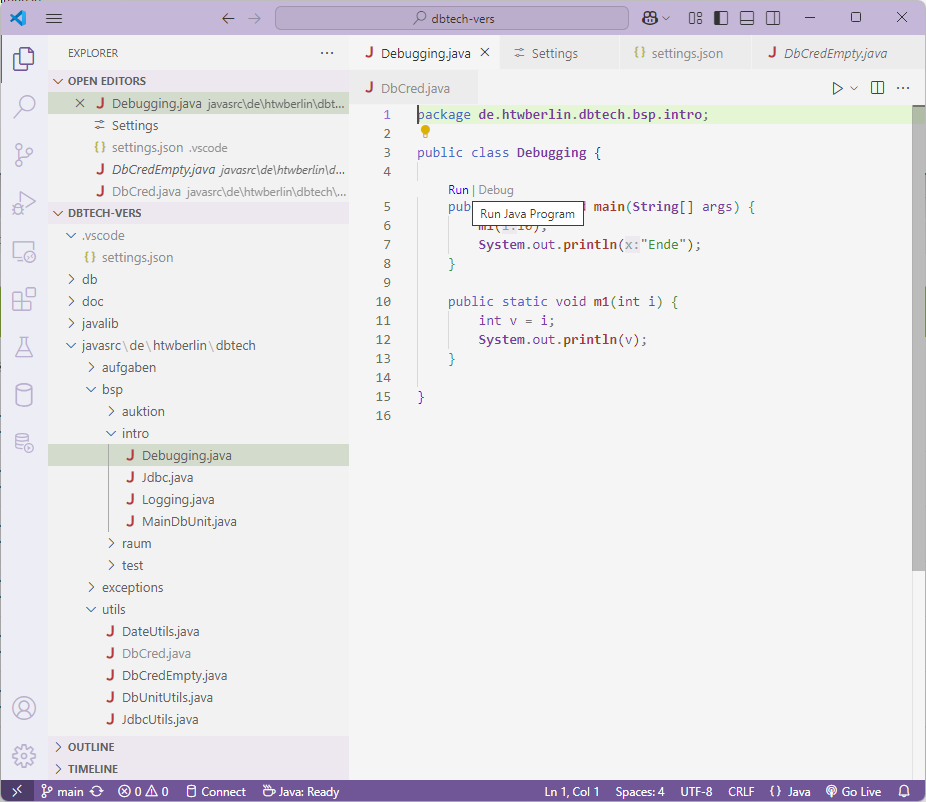 dbtech-vers
EXPLORER
OPEN EDITORS
Debugging.java javasrc\de\htwberlin\dbt...
Settings
settings.json .vscode
DbCredEmpty.java javasrc\de\htwberlin\d...
DbCred.java javasrc\de\htwberlin\dbtech\...
DBTECH-VERS
.vscode
settings.json
db
doc
javalib
javasrc\de\htwberlin\dbtech
aufgaben
bsp
auktion
intro
Debugging.java
Jdbc.java
Logging.java
MainDbUnit.java
raum
test
exceptions
utils
DateUtils.java
DbCred.java
DbCredEmpty.java
DbUnitUtils.java
JdbcUtils.java
OUTLINE
TIMELINE
Debugging.java Settings settings.json DbCredEmpty.java
DbCred.java
1 package de.htwberlin.dbtech.bsp.intro;
2
3 public class Debugging {
4
Run | Debug
Run Java Program
5 main(String[] args) {
6
7 System.out.println(x:"Ende");
8 }
9
10 public static void m1(int i) {
11 int v = i;
12 System.out.println(v);
13 }
14
15 }
16
main 0 0 Connect Java: Ready Ln 1, Col 1 Spaces: 4 UTF-8 CRLF {} Java Go Live